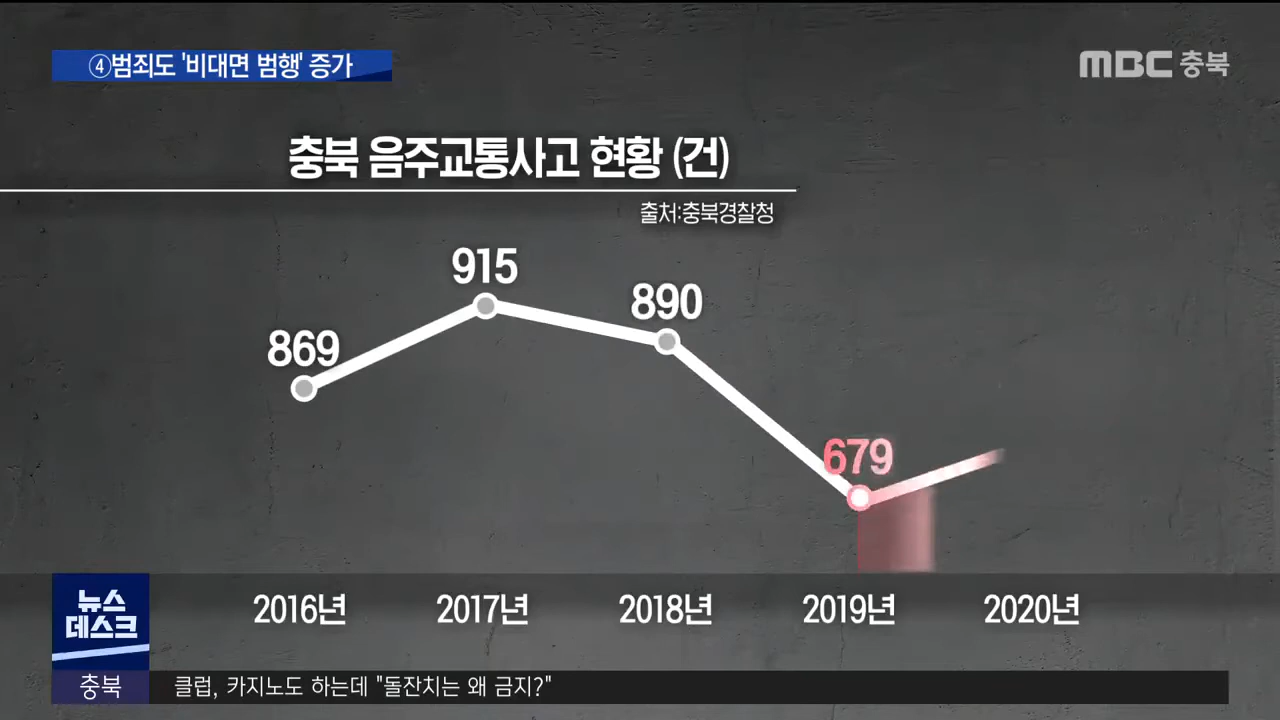 ④범죄도 '비대면 범행' 증가
MBC 충북
충북 음주교통사고 현황 (건)
출처:충북경찰청
915
890
869
679
2016년 2017년 2018년 2019년 2020년
뉴스
데스크
충북
클럽, 카지노도 하는데 "돌잔치는 왜 금지?"